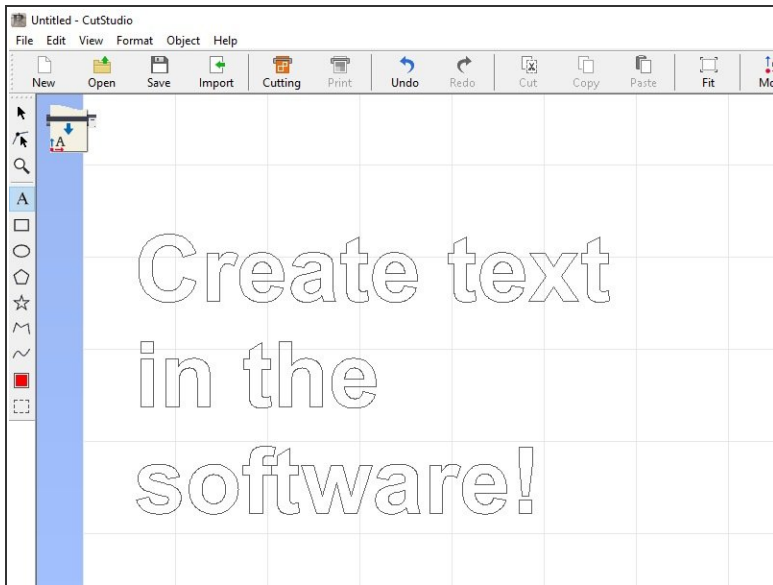 Untitled - CutStudio
File Edit View Format Object Help
New Open Save Import Cutting Print Undo Redo Cut Copy Paste Fit
A
A
Create text
in the
software!